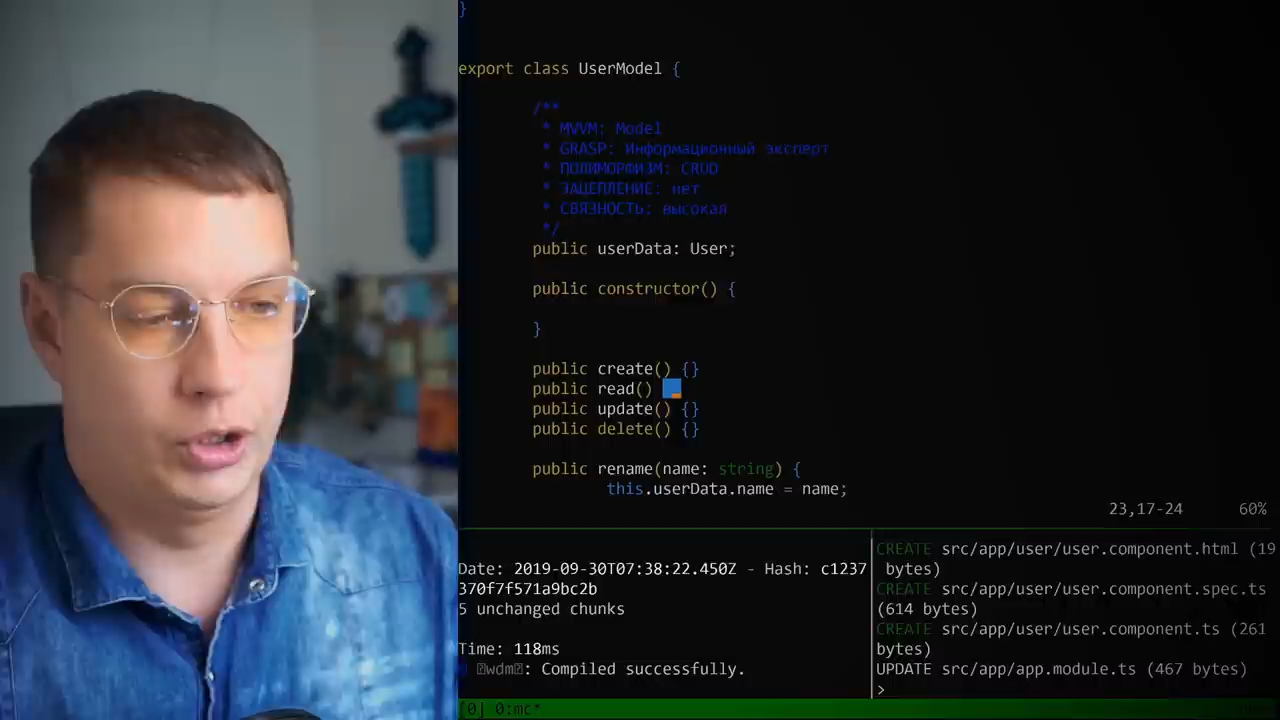 }
export class UserModel {
/**
* MVVM: Model
* GRASP: Информационный эксперт
* ПОЛИМОРФИЗМ: CRUD
* ЗАЦЕПЛЕНИЕ: нет
* СВЯЗНОСТЬ: высокая
*/
public userData: User;
public constructor() {
}
public create() {}
public read()
public update() {}
public delete() {}
public rename(name: string) {
this.userData.name = name;
23,17-24 60%
Date: 2019-09-30T07:38:22.450Z - Hash: c1237
370f7f571a9bc2b
5 unchanged chunks
Time: 118ms
wdm: Compiled successfully.
CREATE src/app/user/user.component.html (19
bytes)
CREATE src/app/user/user.component.spec.ts
(614 bytes)
CREATE src/app/user/user.component.ts (261
bytes)
UPDATE src/app/app.module.ts (467 bytes)
>
[0] 0:mc*